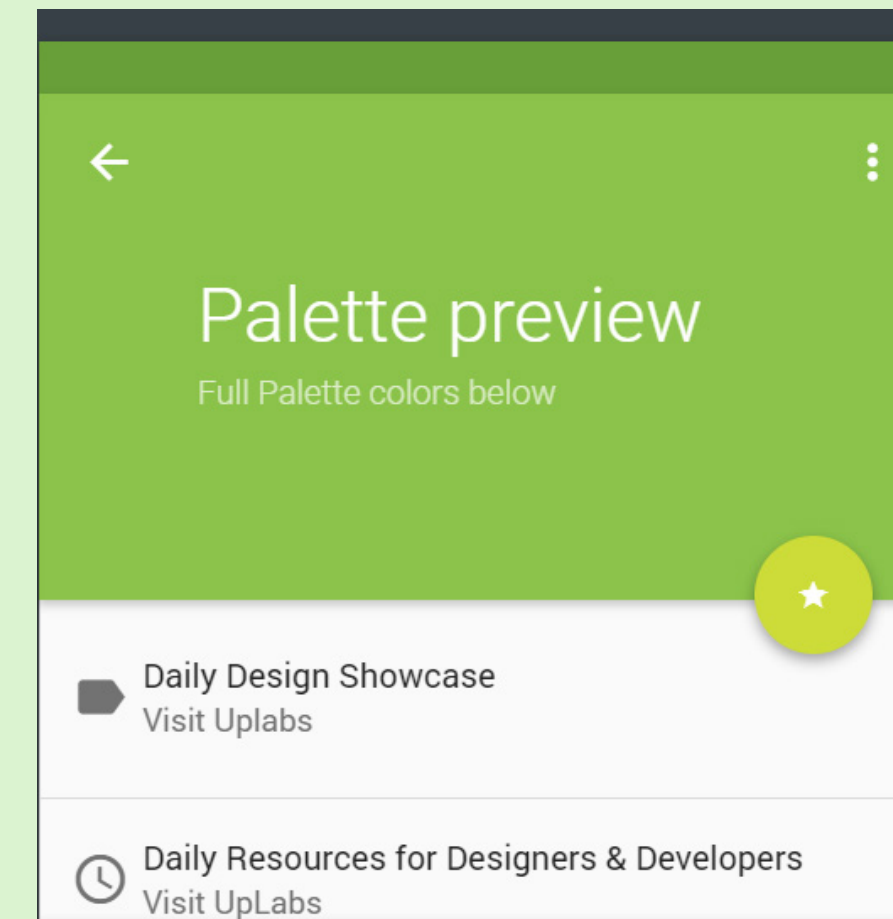 Palette preview
Full Palette colors below
Daily Design Showcase
Visit Uplabs
Daily Resources for Designers & Developers
Visit UpLabs